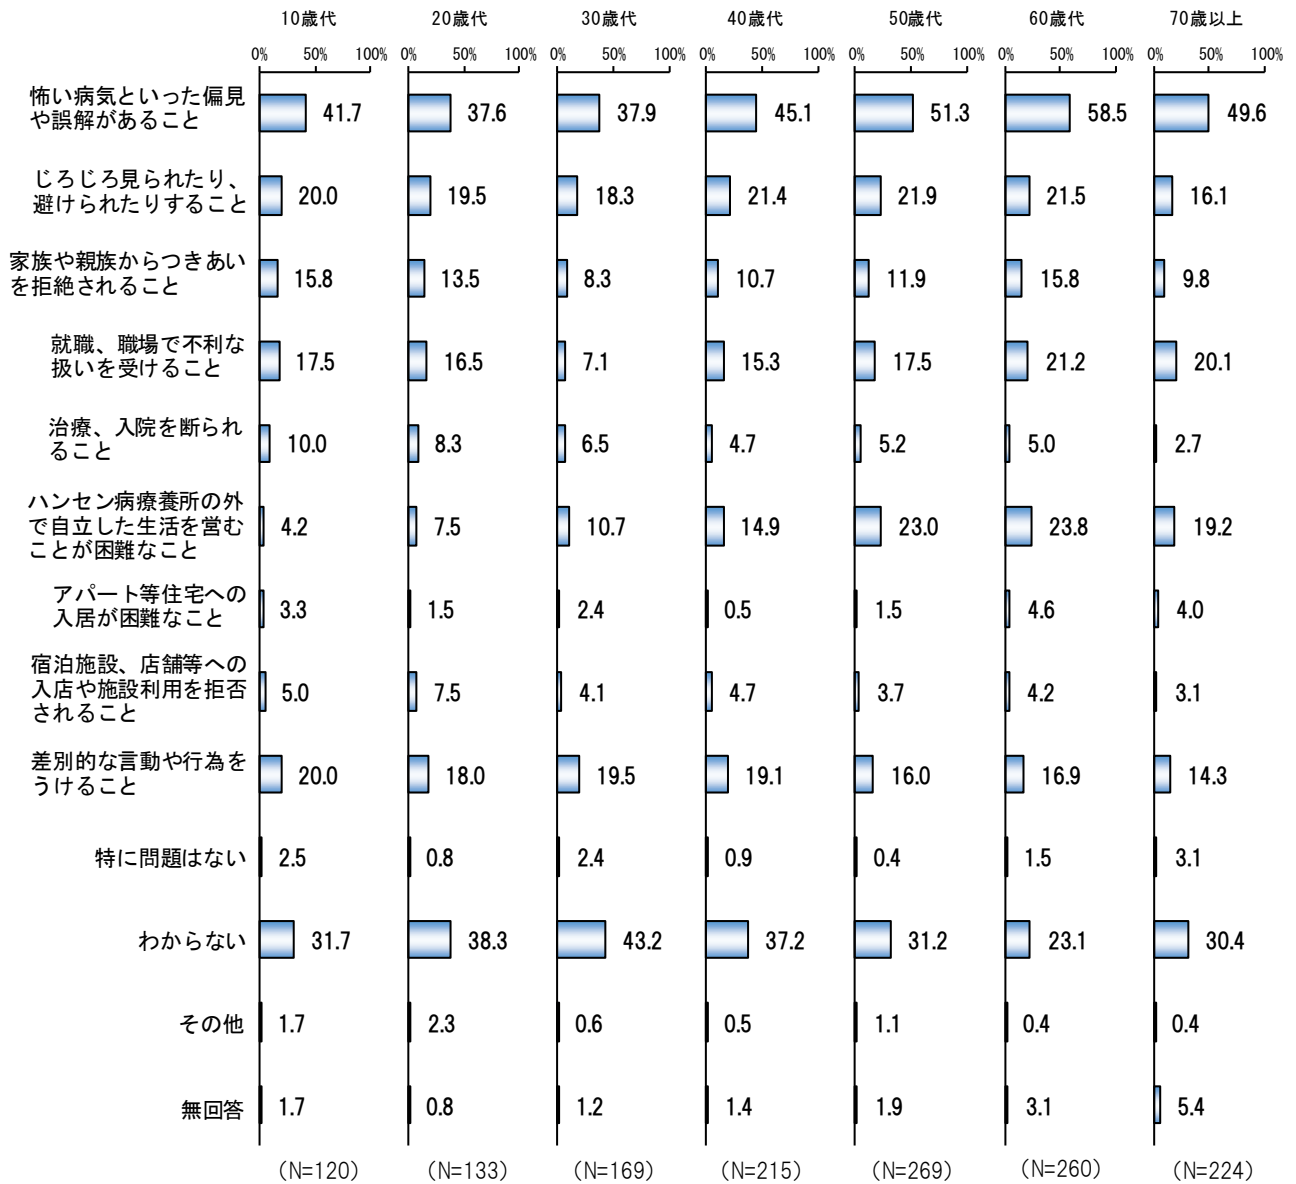 10歳代 20歳代 30歳代 40歳代 50歳代 60歳代 70歳以上
0% 50% 100% 0% 50% 100% 0% 50% 100% 0% 50% 100% 0% 50% 100% 0% 50% 100% 0% 50% 100%
怖い病気といった偏見
や誤解があること
41.7 37.6 37.9 45.1 51.3 58.5 49.6
じろじろ見られたり、
避けられたりすること
20.0 19.5 18.3 21.4 21.9 21.5 16.1
家族や親族からつきあい
を拒絶されること
15.8 13.5 8.3 10.7 11.9 15.8 9.8
就職、職場で不利な
扱いを受けること
17.5 16.5 7.1 15.3 17.5 21.2 20.1
治療、入院を断られ
ること
10.0 8.3 6.5 4.7 5.2 5.0 2.7
ハンセン病療養所の外
で自立した生活を営む
ことが困難なこと
4.2 7.5 10.7 14.9 23.0 23.8 19.2
アパート等住宅への
入居が困難なこと
3.3 1.5 2.4 0.5 1.5 4.6 4.0
宿泊施設、店舗等への
入店や施設利用を拒否
されること
5.0 7.5 4.1 4.7 3.7 4.2 3.1
差別的な言動や行為を
うけること
20.0 18.0 19.5 19.1 16.0 16.9 14.3
特に問題はない 2.5 0.8 2.4 0.9 0.4 1.5 3.1
わからない 31.7 38.3 43.2 37.2 31.2 23.1 30.4
その他 1.7 2.3 0.6 0.5 1.1 0.4 0.4
無回答 1.7 0.8 1.2 1.4 1.9 3.1 5.4
(N=120) (N=133) (N=169) (N=215) (N=269) (N=260) (N=224)